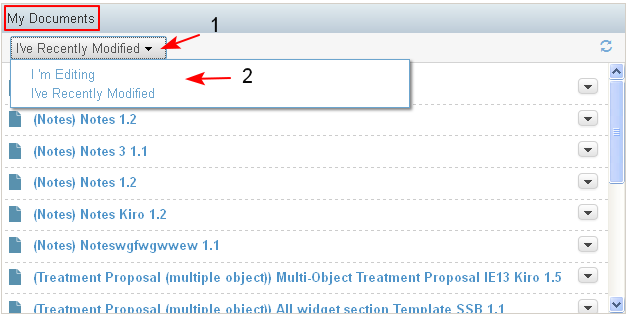 My Documents
1
I've Recently Modified
I 'm Editing
2
I've Recently Modified
(Notes) Notes 1.2
(Notes) Notes 3 1.1
(Notes) Notes 1.2
(Notes) Notes Kiro 1.2
(Notes) Noteswgfwgwwew 1.1
(Treatment Proposal (multiple object)) Multi-Object Treatment Proposal IE13 Kiro 1.5
(Treatment Proposal (multiple object)) All widget section Template SSB 1.1